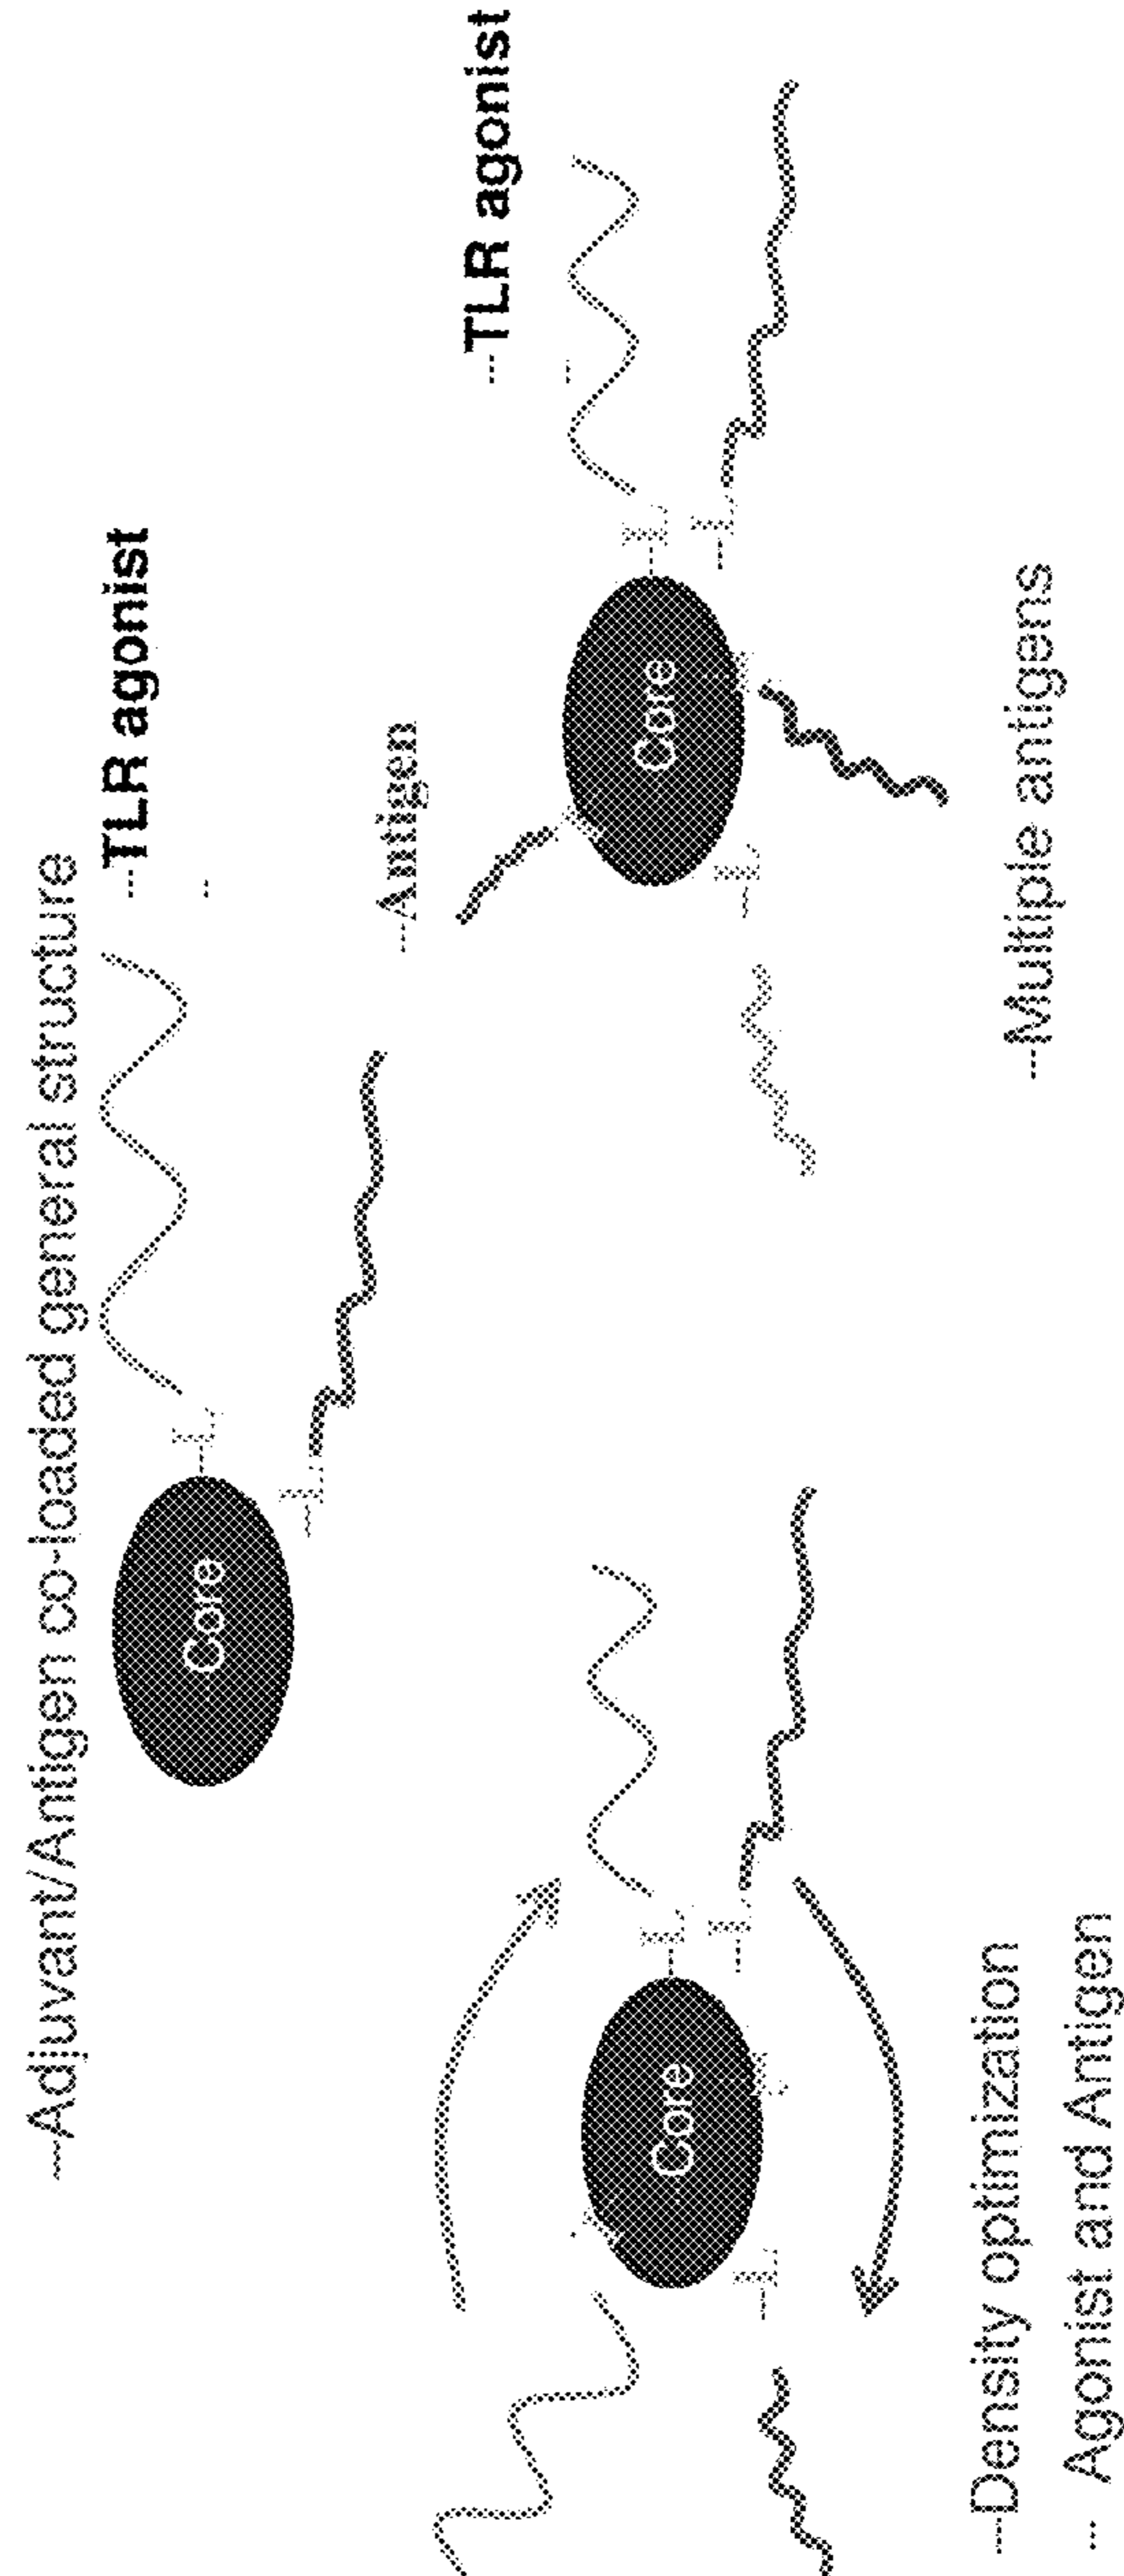 --Adjuvant/Antigen co-loaded general structure
--TLR agonist
--
Core
--L
--L
--Antigen
--TLR agonist
--
Core
--L
--L
L
L
--L
Core
--L
--L
L
--L
--Density optimization
-- Agonist and Antigen
--Multiple antigens